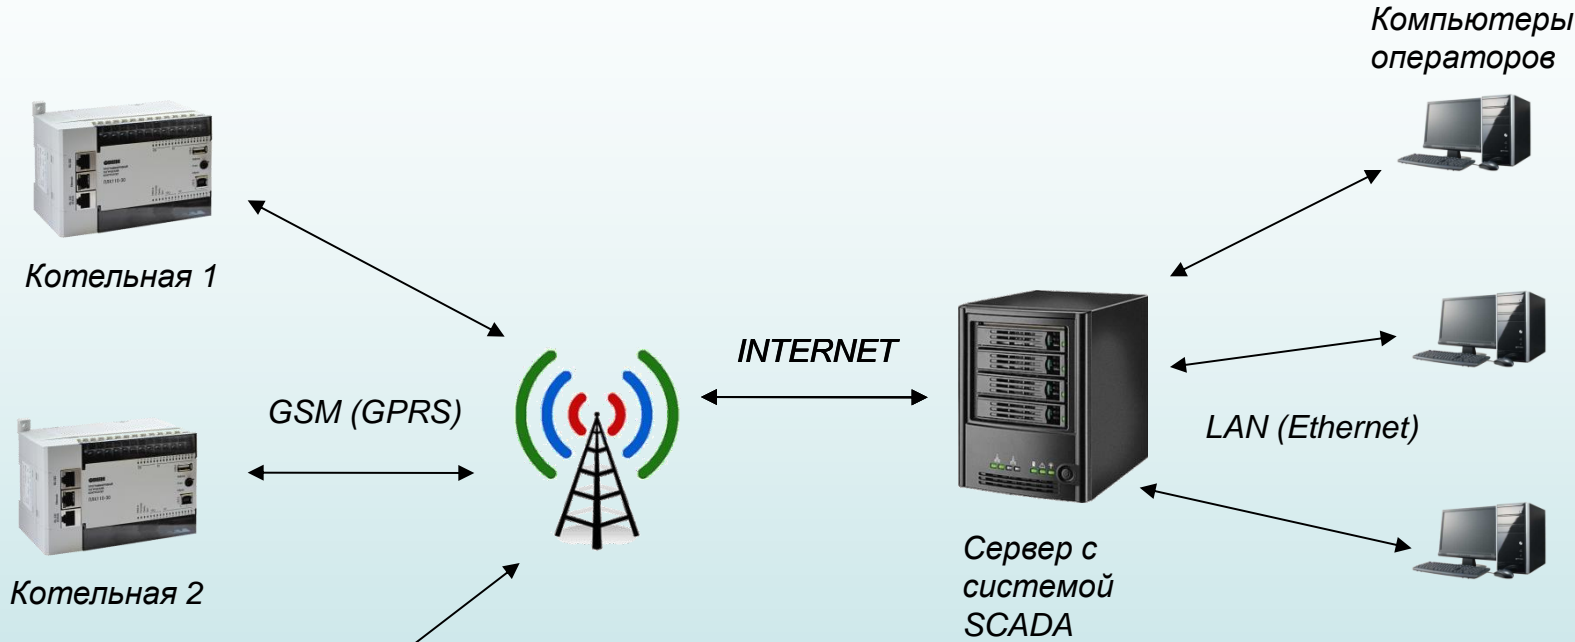 Компьютеры
операторов
Котельная 1
INTERNET
GSM (GPRS)
LAN (Ethernet)
Котельная 2
Сервер с
системой
SCADA